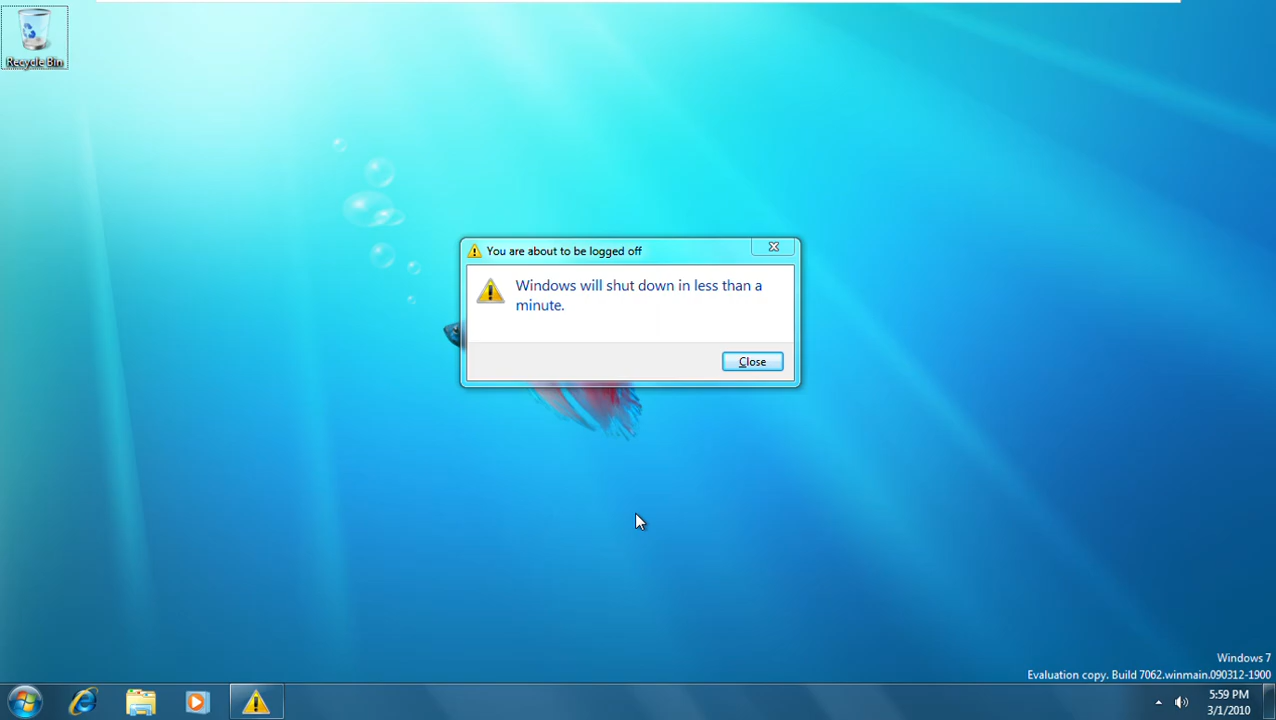 Recycle Bin
You are about to be logged off
Windows will shut down in less than a
minute.
Close
Windows 7
Evaluation copy. Build 7062.winmain.090312-1900
5:59 PM
3/1/2010